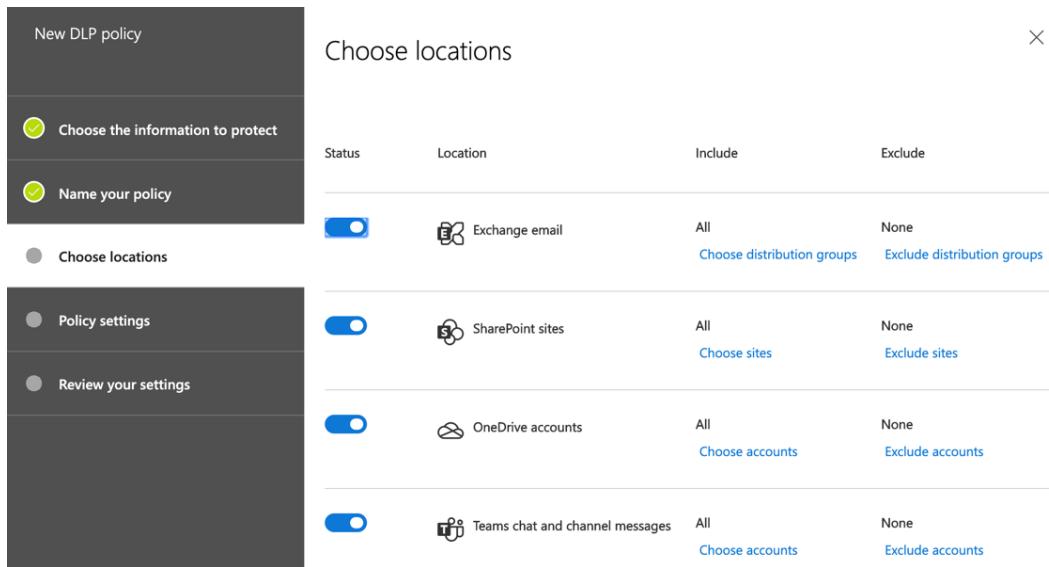 New DLP policy
Choose the information to protect
Name your policy
Choose locations
Policy settings
Review your settings
Choose locations
Status Location Include Exclude
Exchange email All None
Choose distribution groups Exclude distribution groups
SharePoint sites All None
Choose sites Exclude sites
OneDrive accounts All None
Choose accounts Exclude accounts
Teams chat and channel messages All None
Choose accounts Exclude accounts